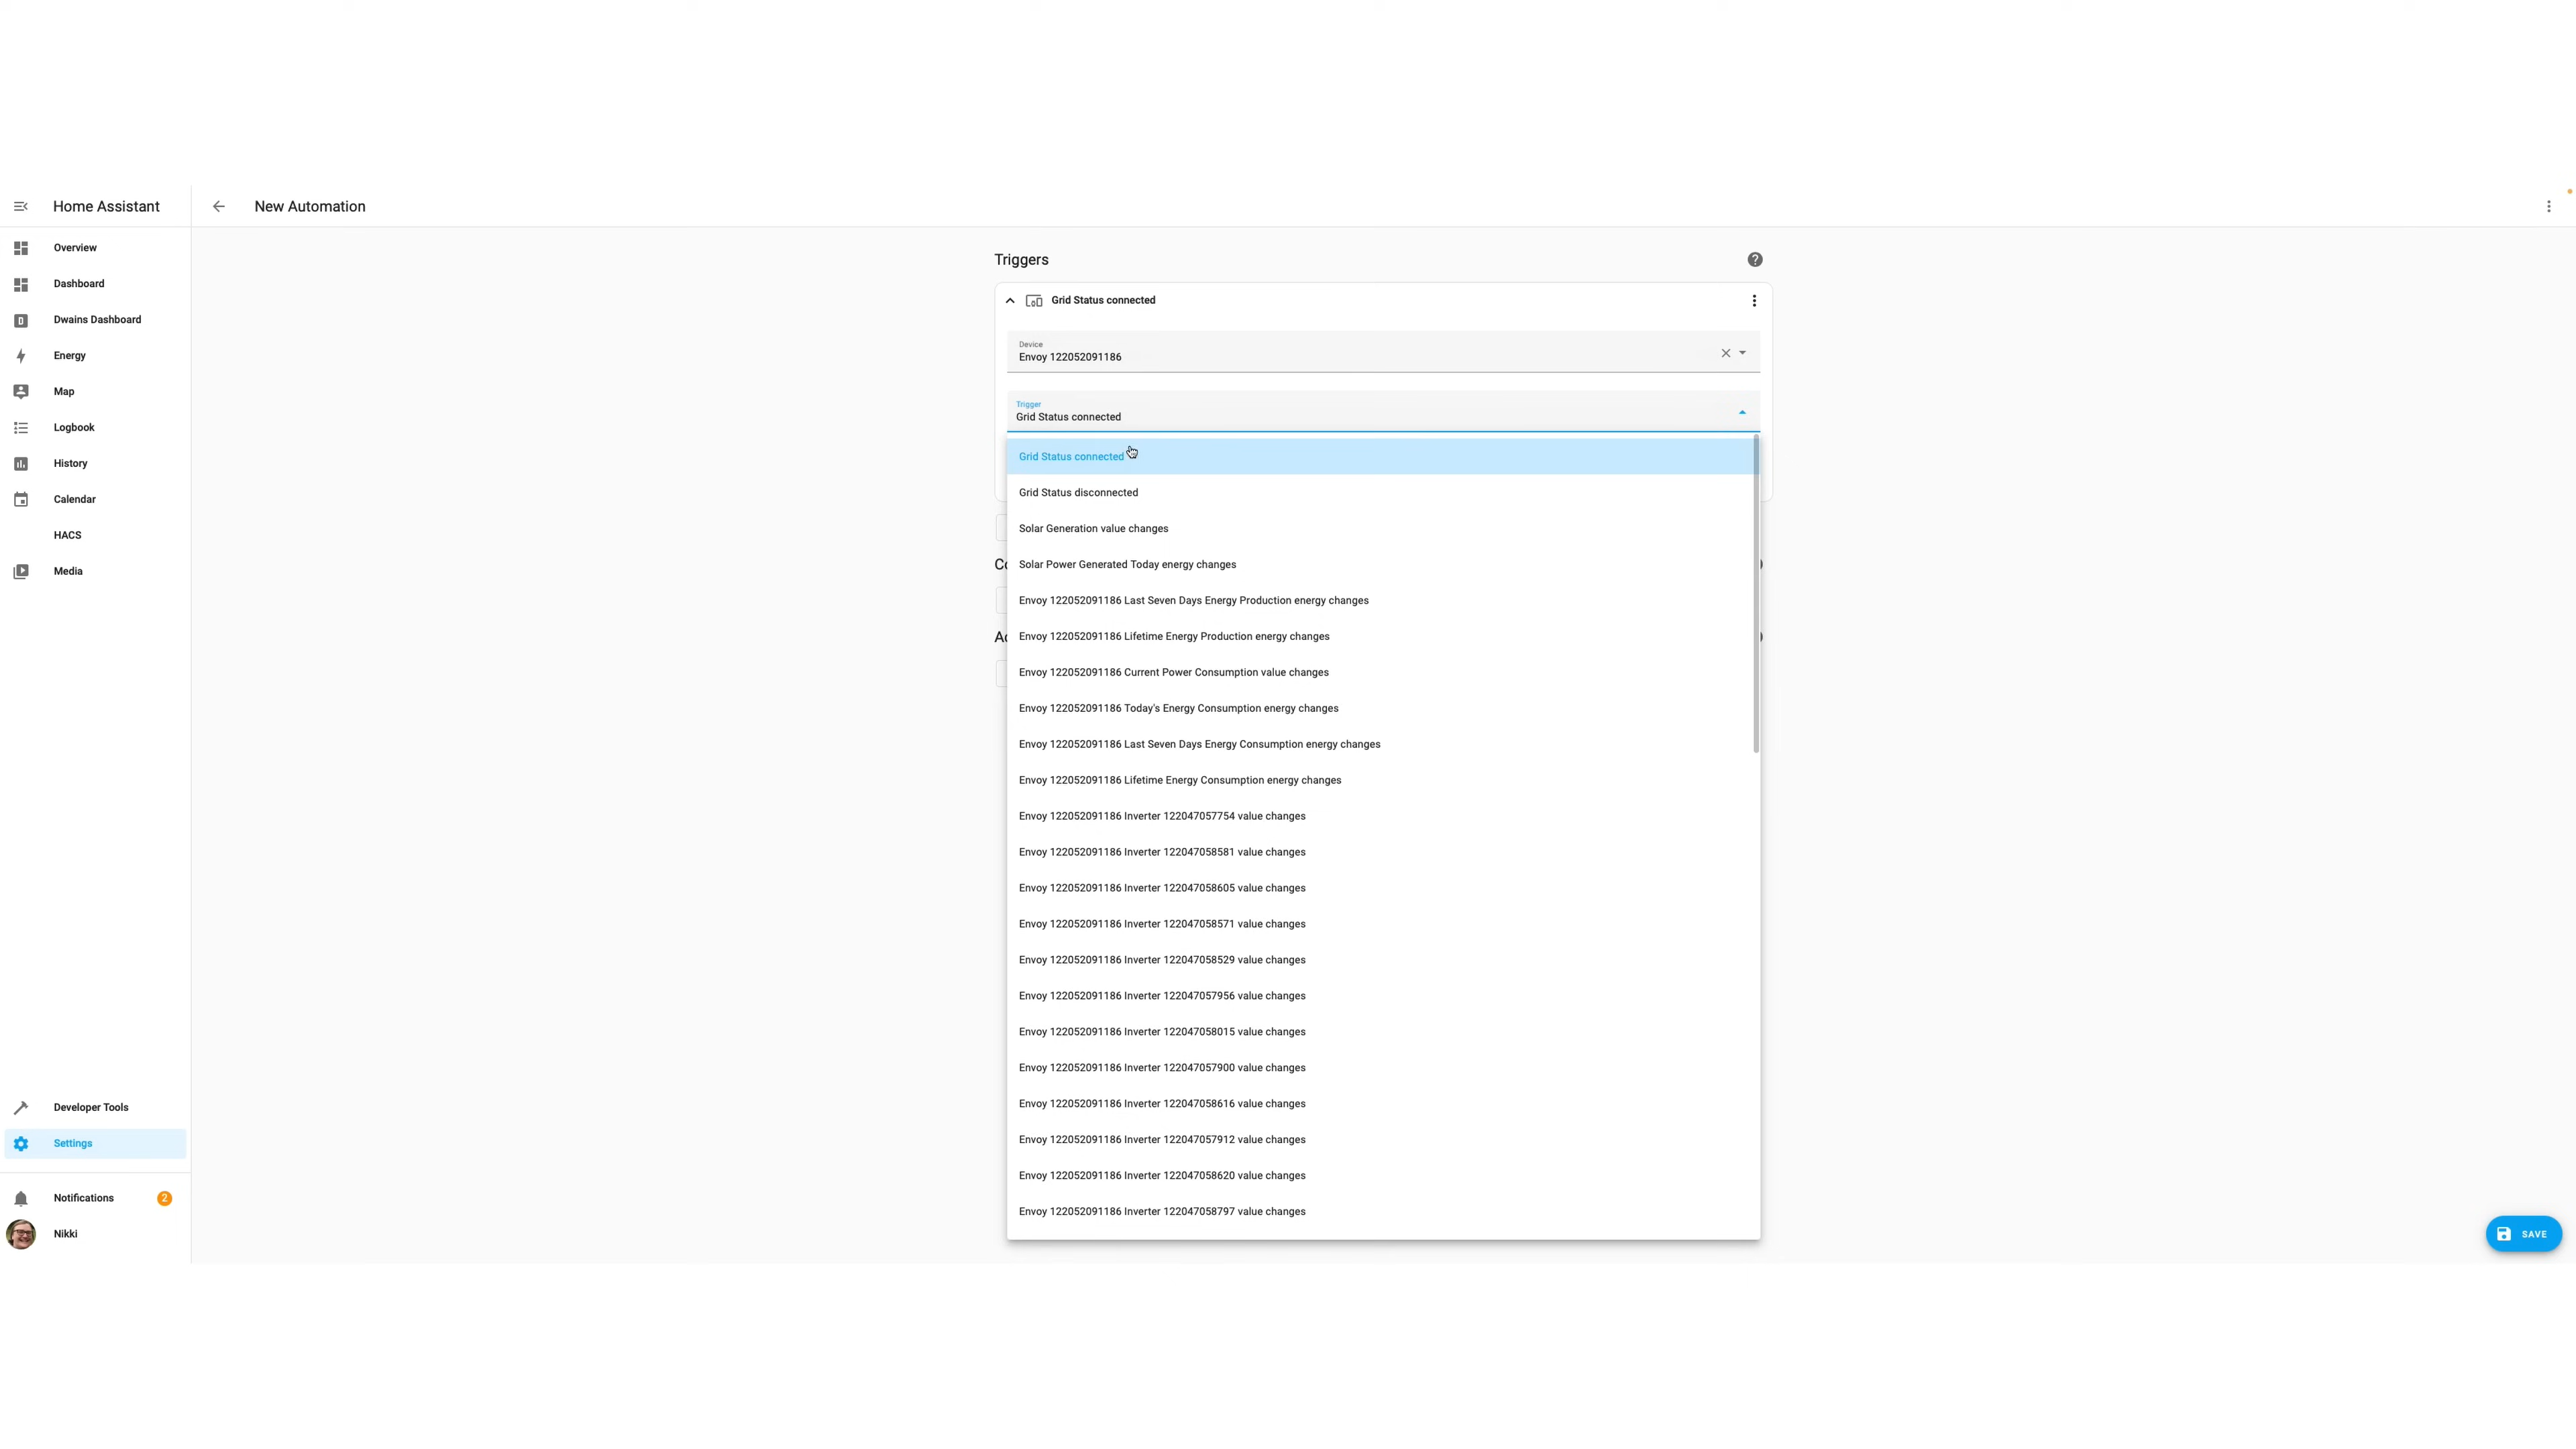 Home Assistant
New Automation
Overview
Dashboard
D Dwains Dashboard
Energy
Map
Logbook
History
Calendar
HACS
Media
Developer Tools
Settings
Notifications 2
Nikki
Triggers
Grid Status connected
Device
Envoy 122052091186
Trigger
Grid Status connected
Grid Status connected
Grid Status disconnected
Solar Generation value changes
Solar Power Generated Today energy changes
Envoy 122052091186 Last Seven Days Energy Production energy changes
Envoy 122052091186 Lifetime Energy Production energy changes
Envoy 122052091186 Current Power Consumption value changes
Envoy 122052091186 Today's Energy Consumption energy changes
Envoy 122052091186 Last Seven Days Energy Consumption energy changes
Envoy 122052091186 Lifetime Energy Consumption energy changes
Envoy 122052091186 Inverter 122047057754 value changes
Envoy 122052091186 Inverter 122047058581 value changes
Envoy 122052091186 Inverter 122047058605 value changes
Envoy 122052091186 Inverter 122047058571 value changes
Envoy 122052091186 Inverter 122047058529 value changes
Envoy 122052091186 Inverter 122047057956 value changes
Envoy 122052091186 Inverter 122047058015 value changes
Envoy 122052091186 Inverter 122047057900 value changes
Envoy 122052091186 Inverter 122047058616 value changes
Envoy 122052091186 Inverter 122047057912 value changes
Envoy 122052091186 Inverter 122047058620 value changes
Envoy 122052091186 Inverter 122047058797 value changes
SAVE